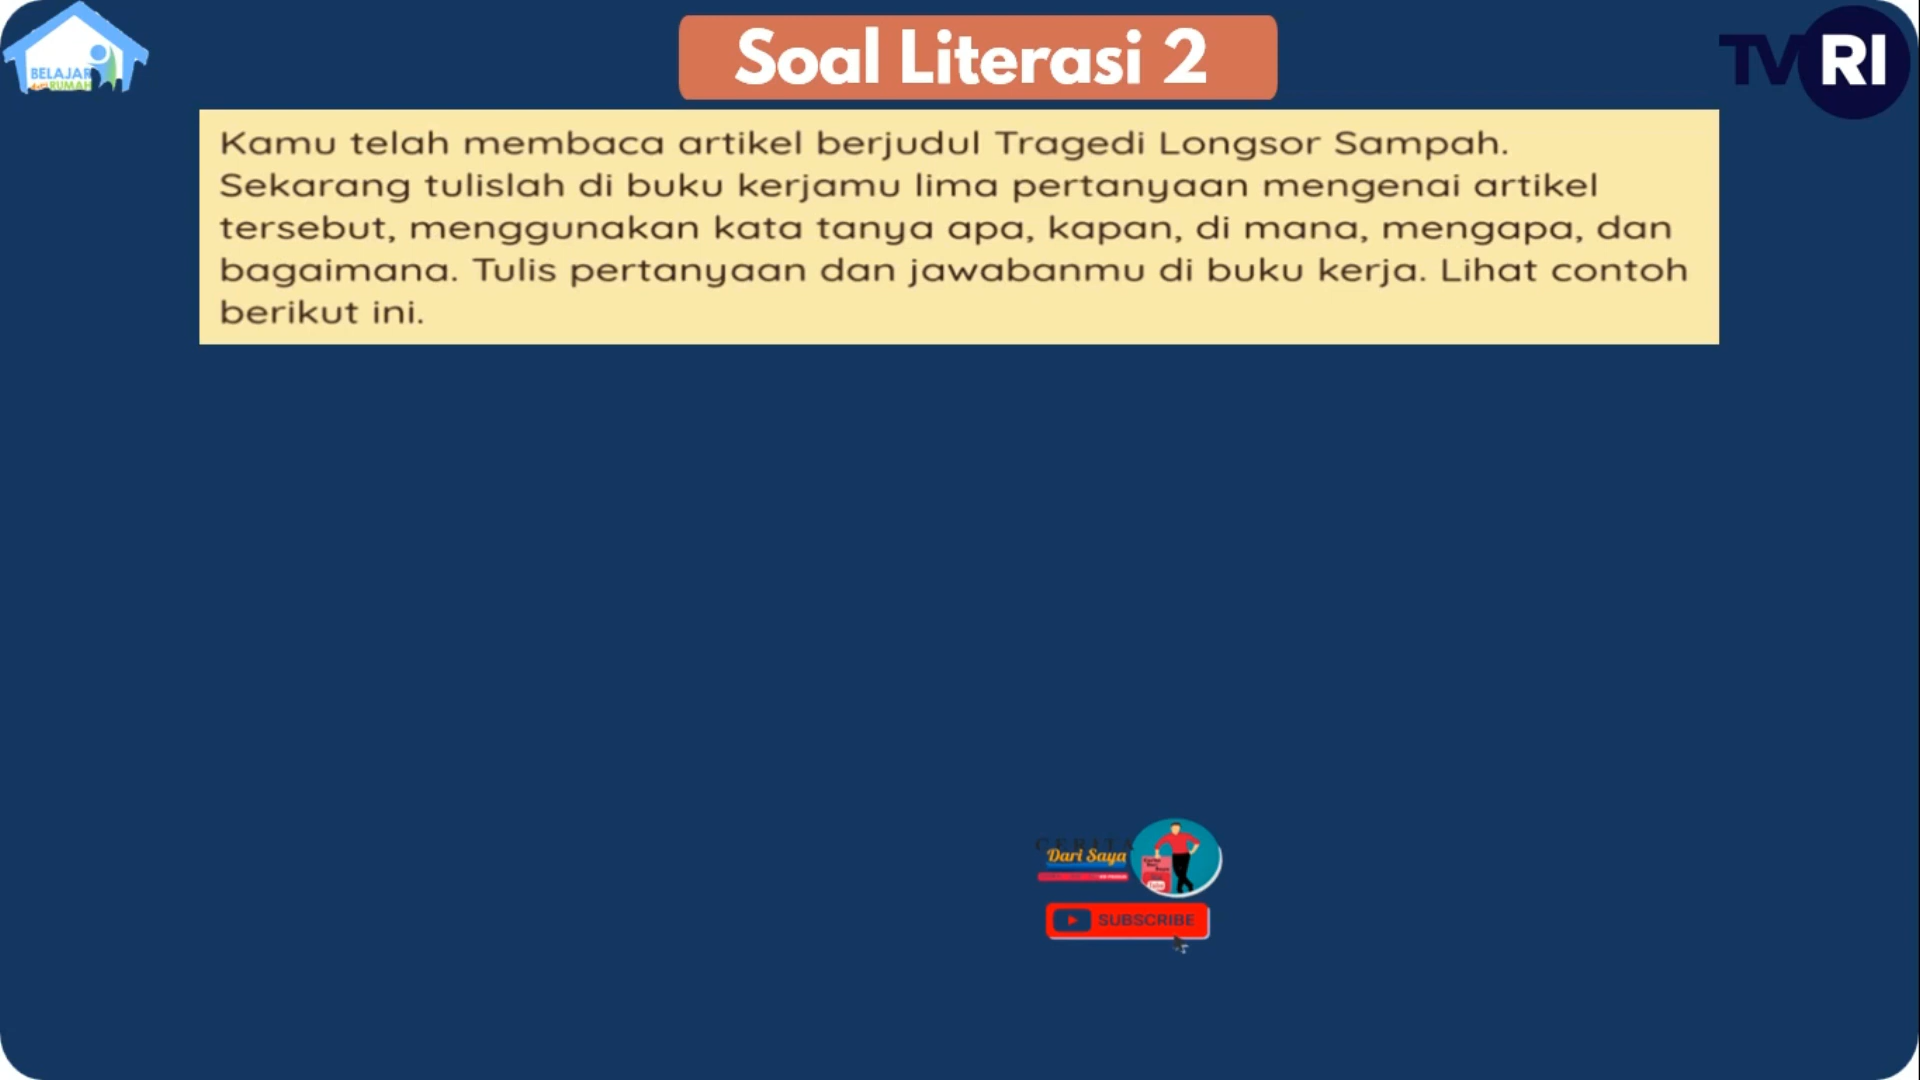 Soal Literasi 2
TVRI
BELAJAR
dari RUMAH
Kamu telah membaca artikel berjudul Tragedi Longsor Sampah.
Sekarang tulislah di buku kerjamu lima pertanyaan mengenai artikel
tersebut, menggunakan kata tanya apa, kapan, di mana, mengapa, dan
bagaimana. Tulis pertanyaan dan jawabanmu di buku kerja. Lihat contoh
berikut ini.
CERITA
Dari Saya
SUBSCRIBE